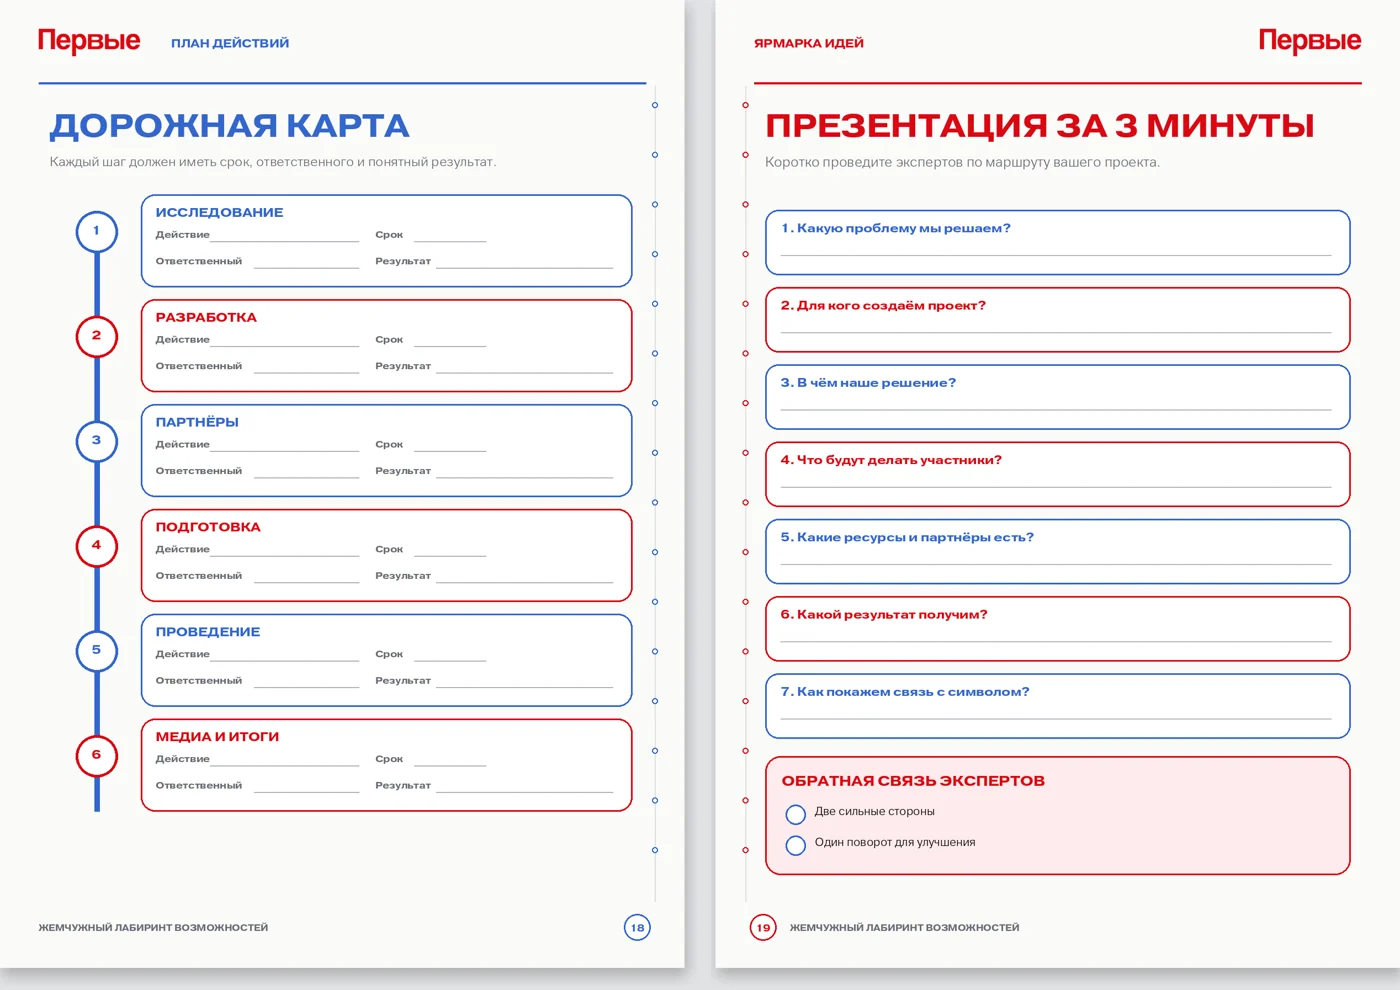 Первые ПЛАН ДЕЙСТВИЙ
ДОРОЖНАЯ КАРТА
Каждый шаг должен иметь срок, ответственного и понятный результат.
1
ИССЛЕДОВАНИЕ
Действие Срок
Ответственный Результат
2
РАЗРАБОТКА
Действие Срок
Ответственный Результат
3
ПАРТНЁРЫ
Действие Срок
Ответственный Результат
4
ПОДГОТОВКА
Действие Срок
Ответственный Результат
5
ПРОВЕДЕНИЕ
Действие Срок
Ответственный Результат
6
МЕДИА И ИТОГИ
Действие Срок
Ответственный Результат
ЖЕМЧУЖНЫЙ ЛАБИРИНТ ВОЗМОЖНОСТЕЙ 18
ЯРМАРКА ИДЕЙ Первые
ПРЕЗЕНТАЦИЯ ЗА 3 МИНУТЫ
Коротко проведите экспертов по маршруту вашего проекта.
1. Какую проблему мы решаем?
2. Для кого создаём проект?
3. В чём наше решение?
4. Что будут делать участники?
5. Какие ресурсы и партнёры есть?
6. Какой результат получим?
7. Как покажем связь с символом?
ОБРАТНАЯ СВЯЗЬ ЭКСПЕРТОВ
Две сильные стороны
Один поворот для улучшения
19 ЖЕМЧУЖНЫЙ ЛАБИРИНТ ВОЗМОЖНОСТЕЙ